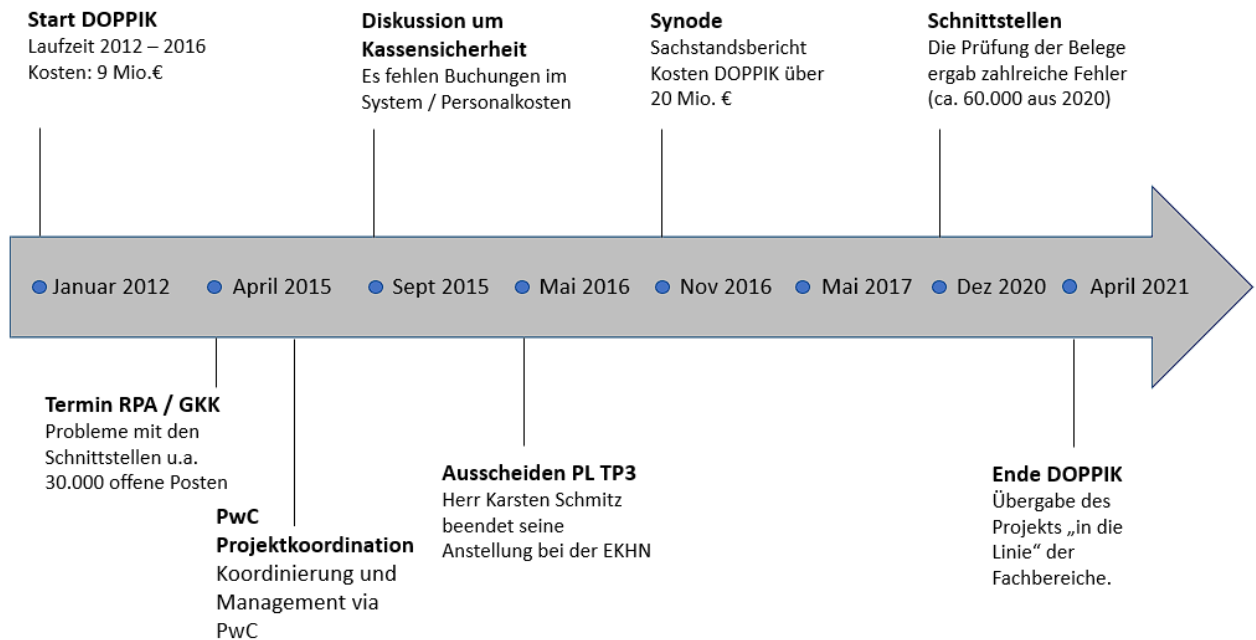 Start DOPPIK
Laufzeit 2012 – 2016
Kosten: 9 Mio.€
Diskussion um
Kassensicherheit
Es fehlen Buchungen im
System / Personalkosten
Synode
Sachstandsbericht
Kosten DOPPIK über
20 Mio. €
Schnittstellen
Die Prüfung der Belege
ergab zahlreiche Fehler
(ca. 60.000 aus 2020)
Januar 2012
April 2015
Sept 2015
Mai 2016
Nov 2016
Mai 2017
Dez 2020
April 2021
Termin RPA / GKK
Probleme mit den
Schnittstellen u.a.
30.000 offene Posten
PwC
Projektkoordination
Koordinierung und
Management via
PwC
Ausscheiden PL TP3
Herr Karsten Schmitz
beendet seine
Anstellung bei der EKHN
Ende DOPPIK
Übergabe des
Projekts „in die
Linie“ der
Fachbereiche.